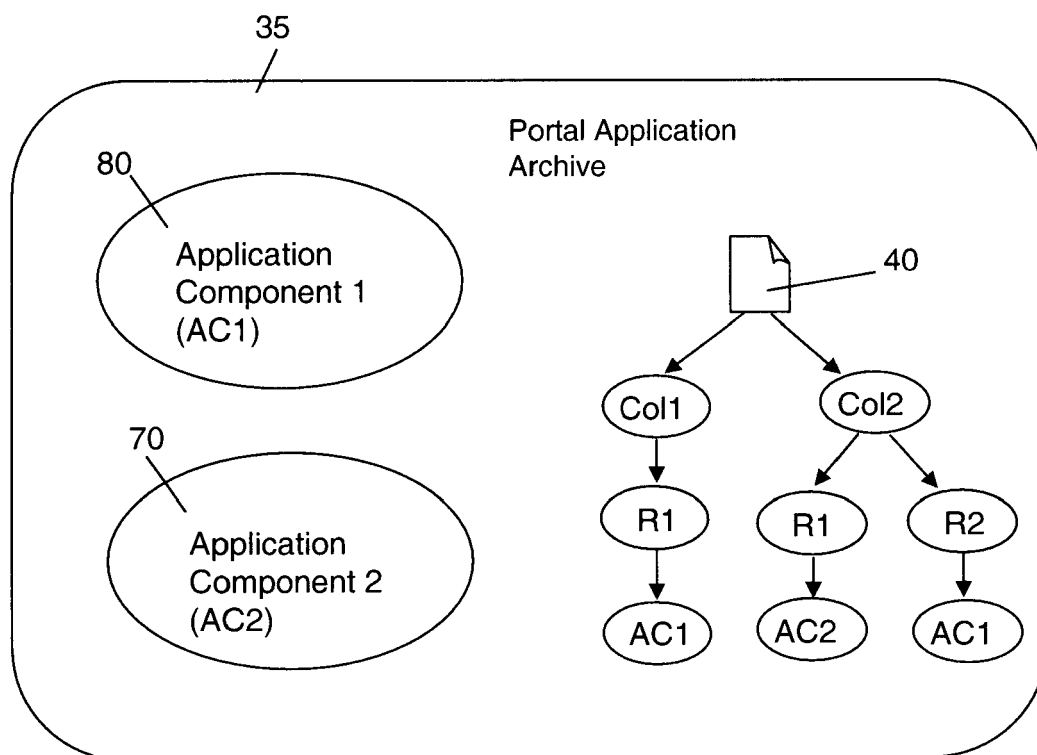 35
Portal Application
Archive
80
Application
Component 1
(AC1)
40
Col1
Col2
70
Application
Component 2
(AC2)
R1
R1
R2
AC1
AC2
AC1